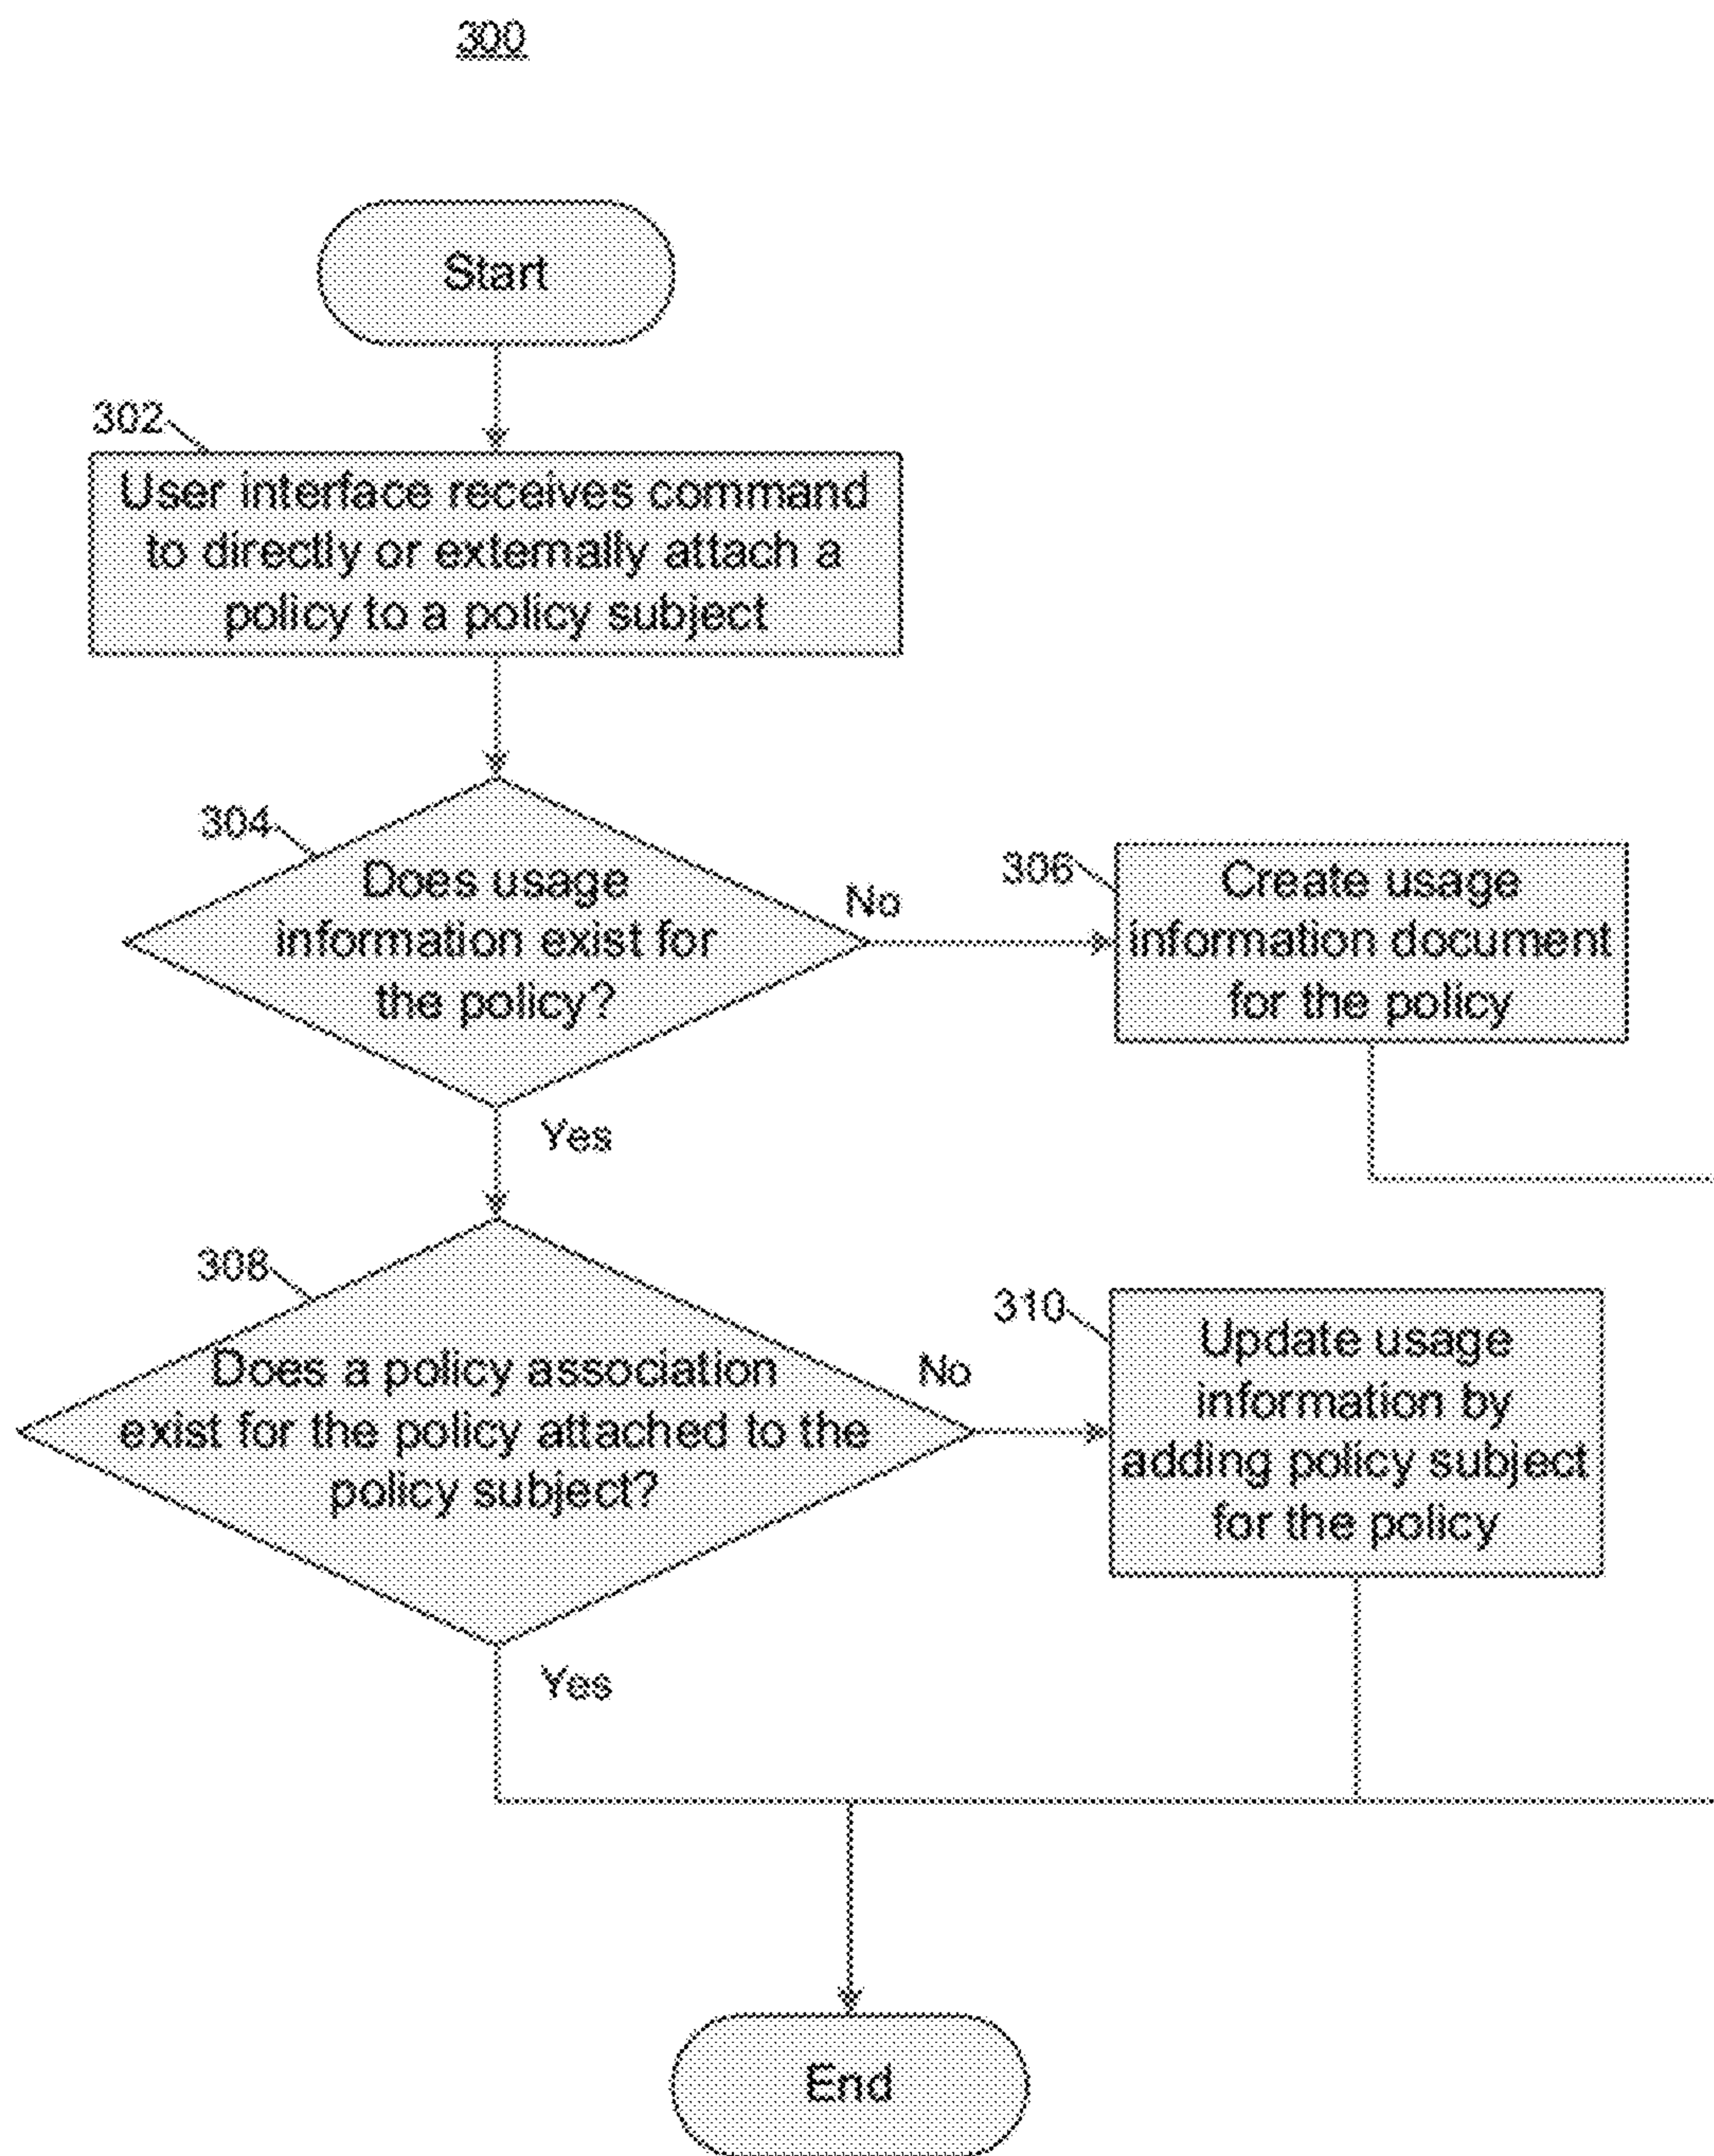 300
Start
302
User interface receives command
to directly or externally attach a
policy to a policy subject
304
Does usage
information exist for
the policy?
No
306
Create usage
information document
for the policy
Yes
308
Does a policy association
exist for the policy attached to the
policy subject?
No
310
Update usage
information by
adding policy subject
for the policy
Yes
End